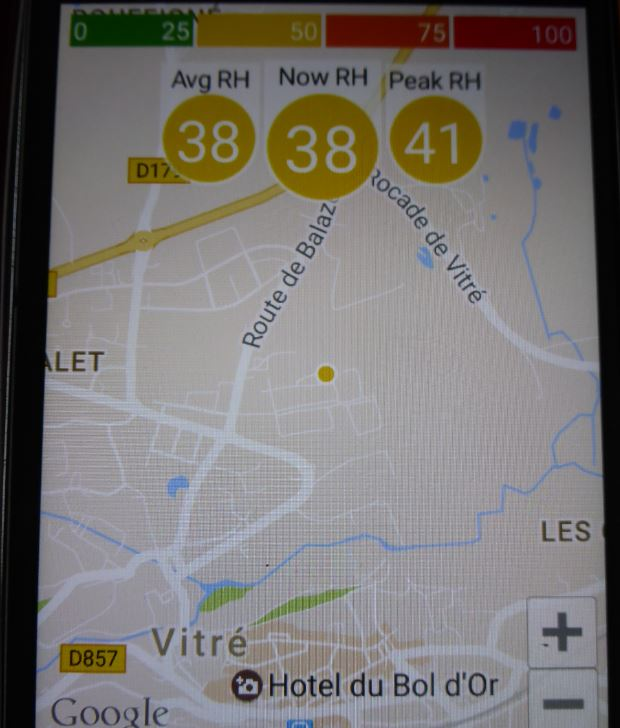 0 25 50 75 100
Avg RH Now RH Peak RH
38 38 41
Route de Balaz
Rocade de Vitré
ALET
LES
Vitré
D857
Hotel du Bol d'Or
+
-
Google